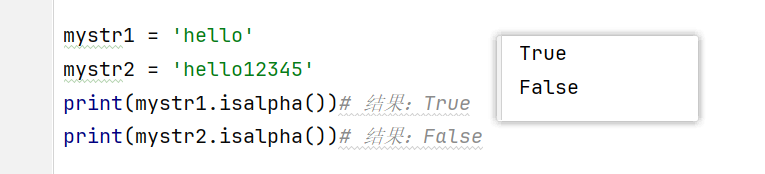 mystr1 = 'hello'
mystr2 = 'hello12345'
print(mystr1.isalpha())# 结果：True
print(mystr2.isalpha())# 结果：False
True
False